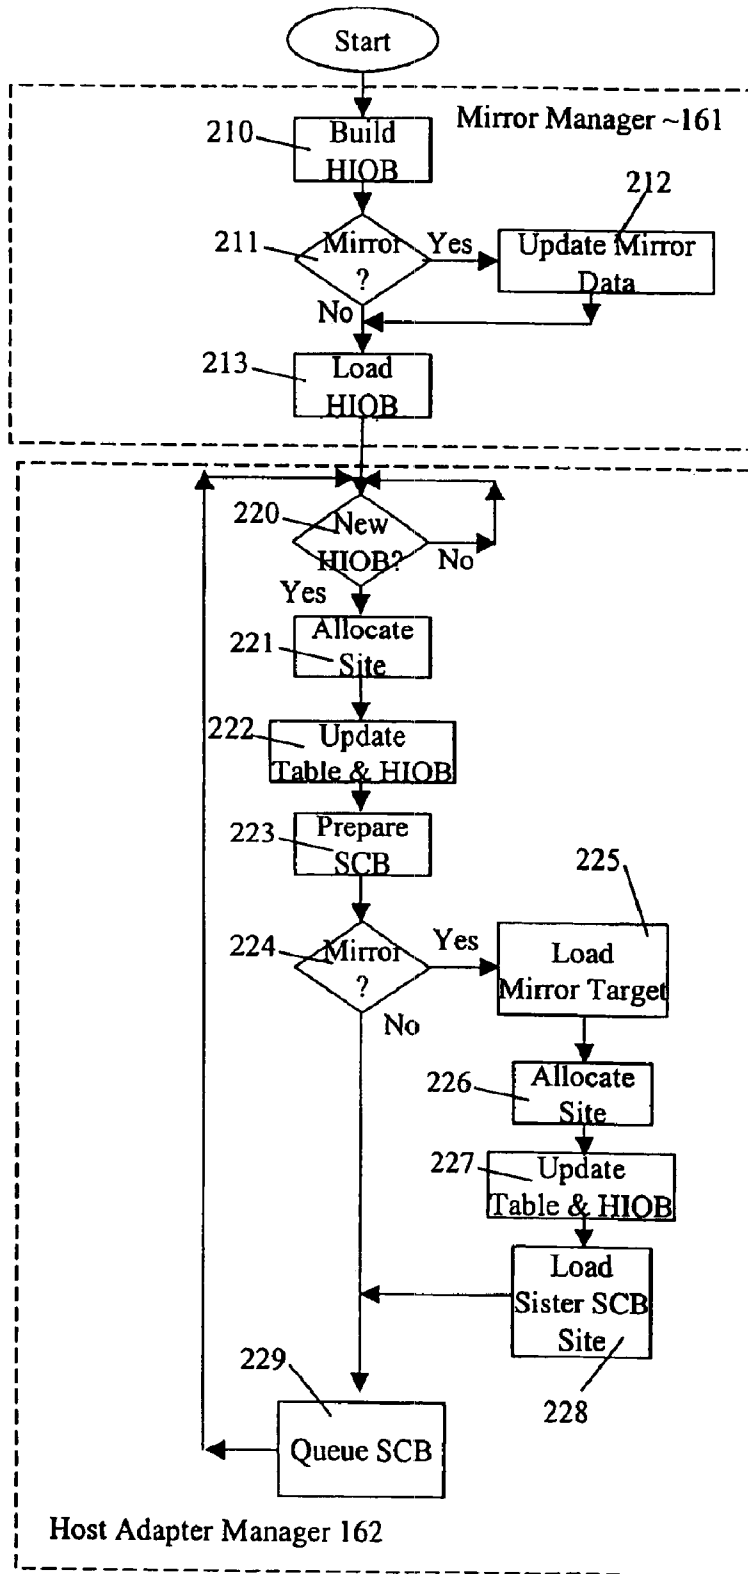 Start
Mirror Manager ~161
210
Build
HIOB
212
211
Mirror
?
Yes
Update Mirror
Data
No
213
Load
HIOB
220
New
HIOB?
No
Yes
221
Allocate
Site
222
Update
Table & HIOB
223
Prepare
SCB
225
224
Mirror
?
Yes
Load
Mirror Target
No
226
Allocate
Site
227
Update
Table & HIOB
Load
Sister SCB
Site
229
228
Queue SCB
Host Adapter Manager 162